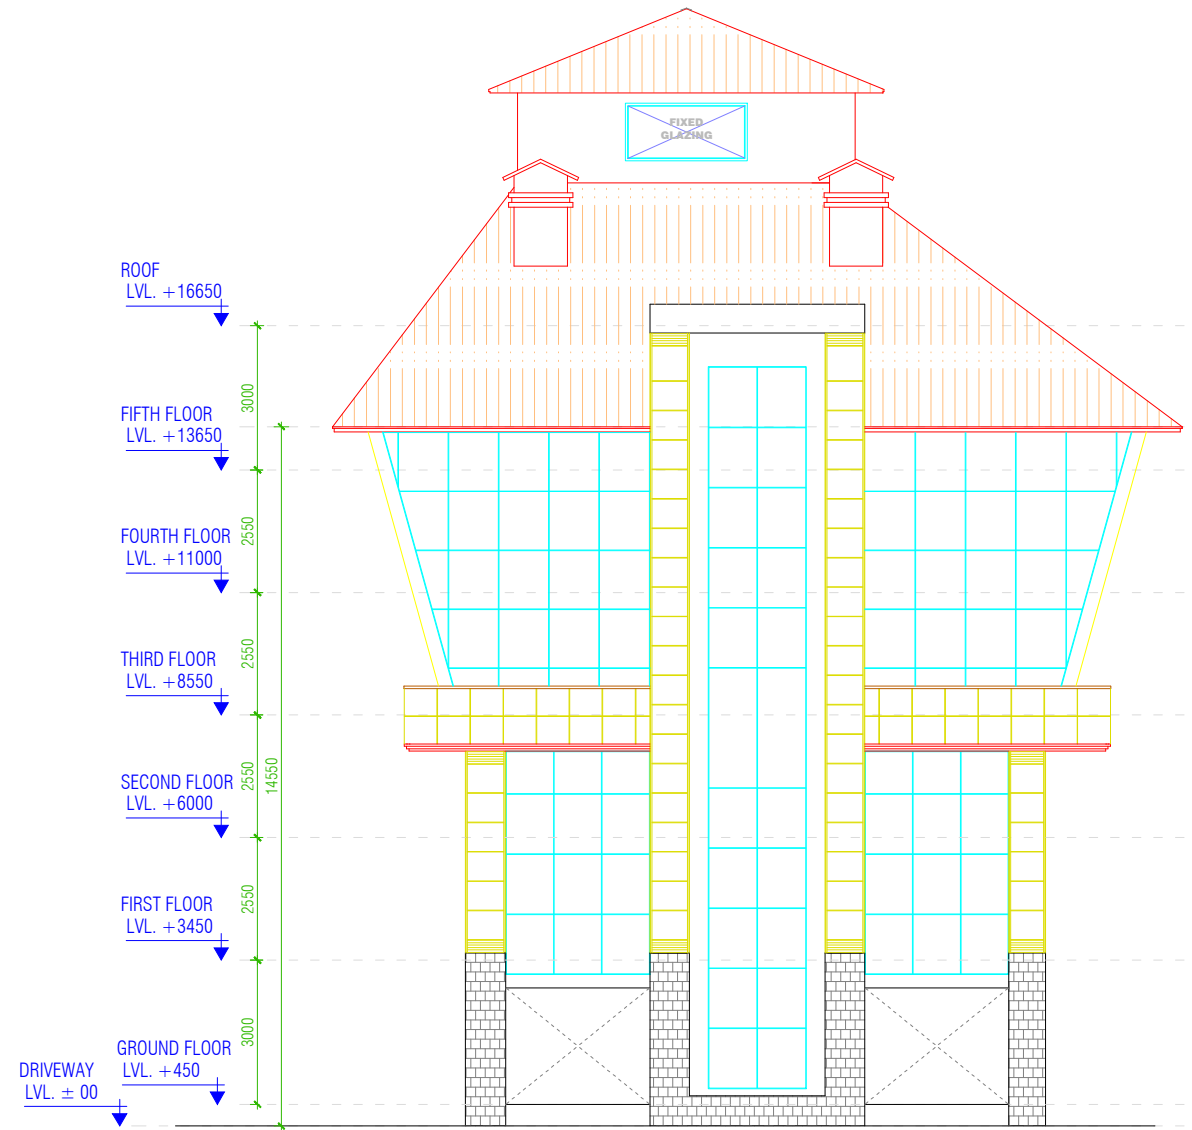 FIXED
GLAZING
ROOF
LVL. +16650
3000
FIFTH FLOOR
LVL. +13650
2550
FOURTH FLOOR
LVL. +11000
2550
THIRD FLOOR
LVL. +8550
2550
14550
SECOND FLOOR
LVL. +6000
2550
FIRST FLOOR
LVL. +3450
3000
GROUND FLOOR
LVL. +450
DRIVEWAY
LVL. ± 00